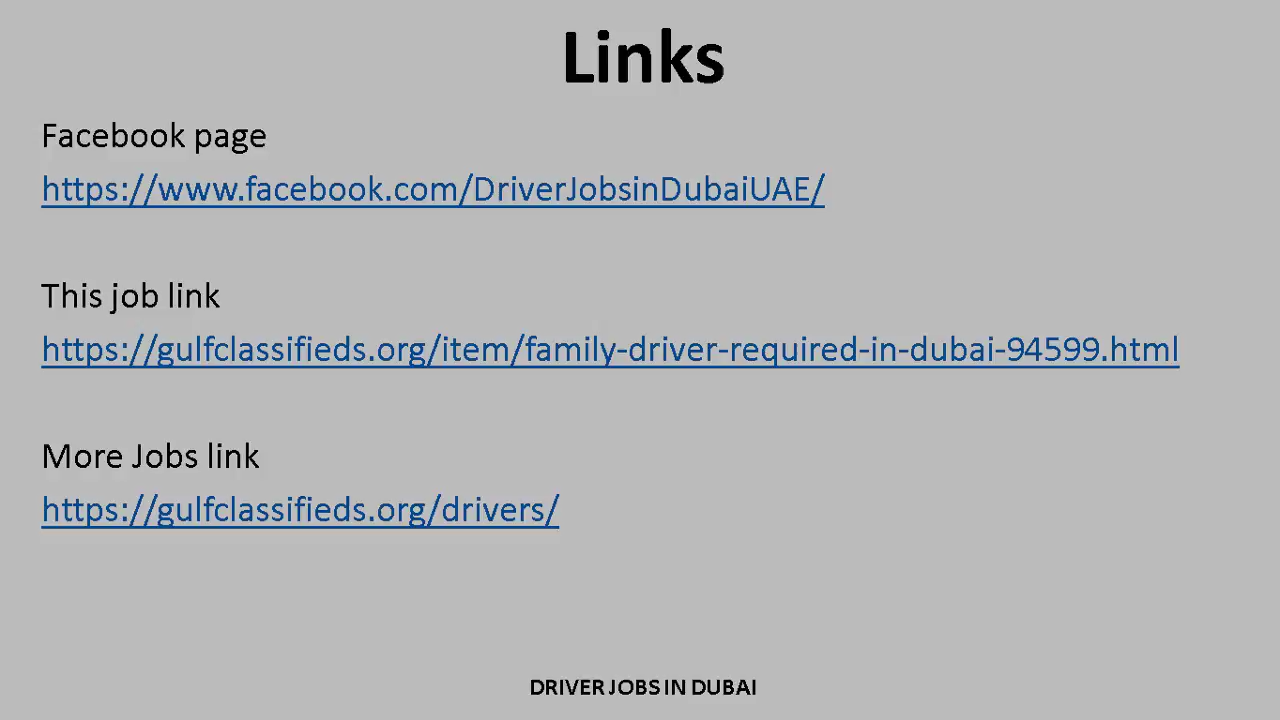 Links
Facebook page
https://www.facebook.com/DriverJobsinDubaiUAE/
This job link
https://gulfclassifieds.org/item/family-driver-required-in-dubai-94599.html
More Jobs link
https://gulfclassifieds.org/drivers/
DRIVER JOBS IN DUBAI